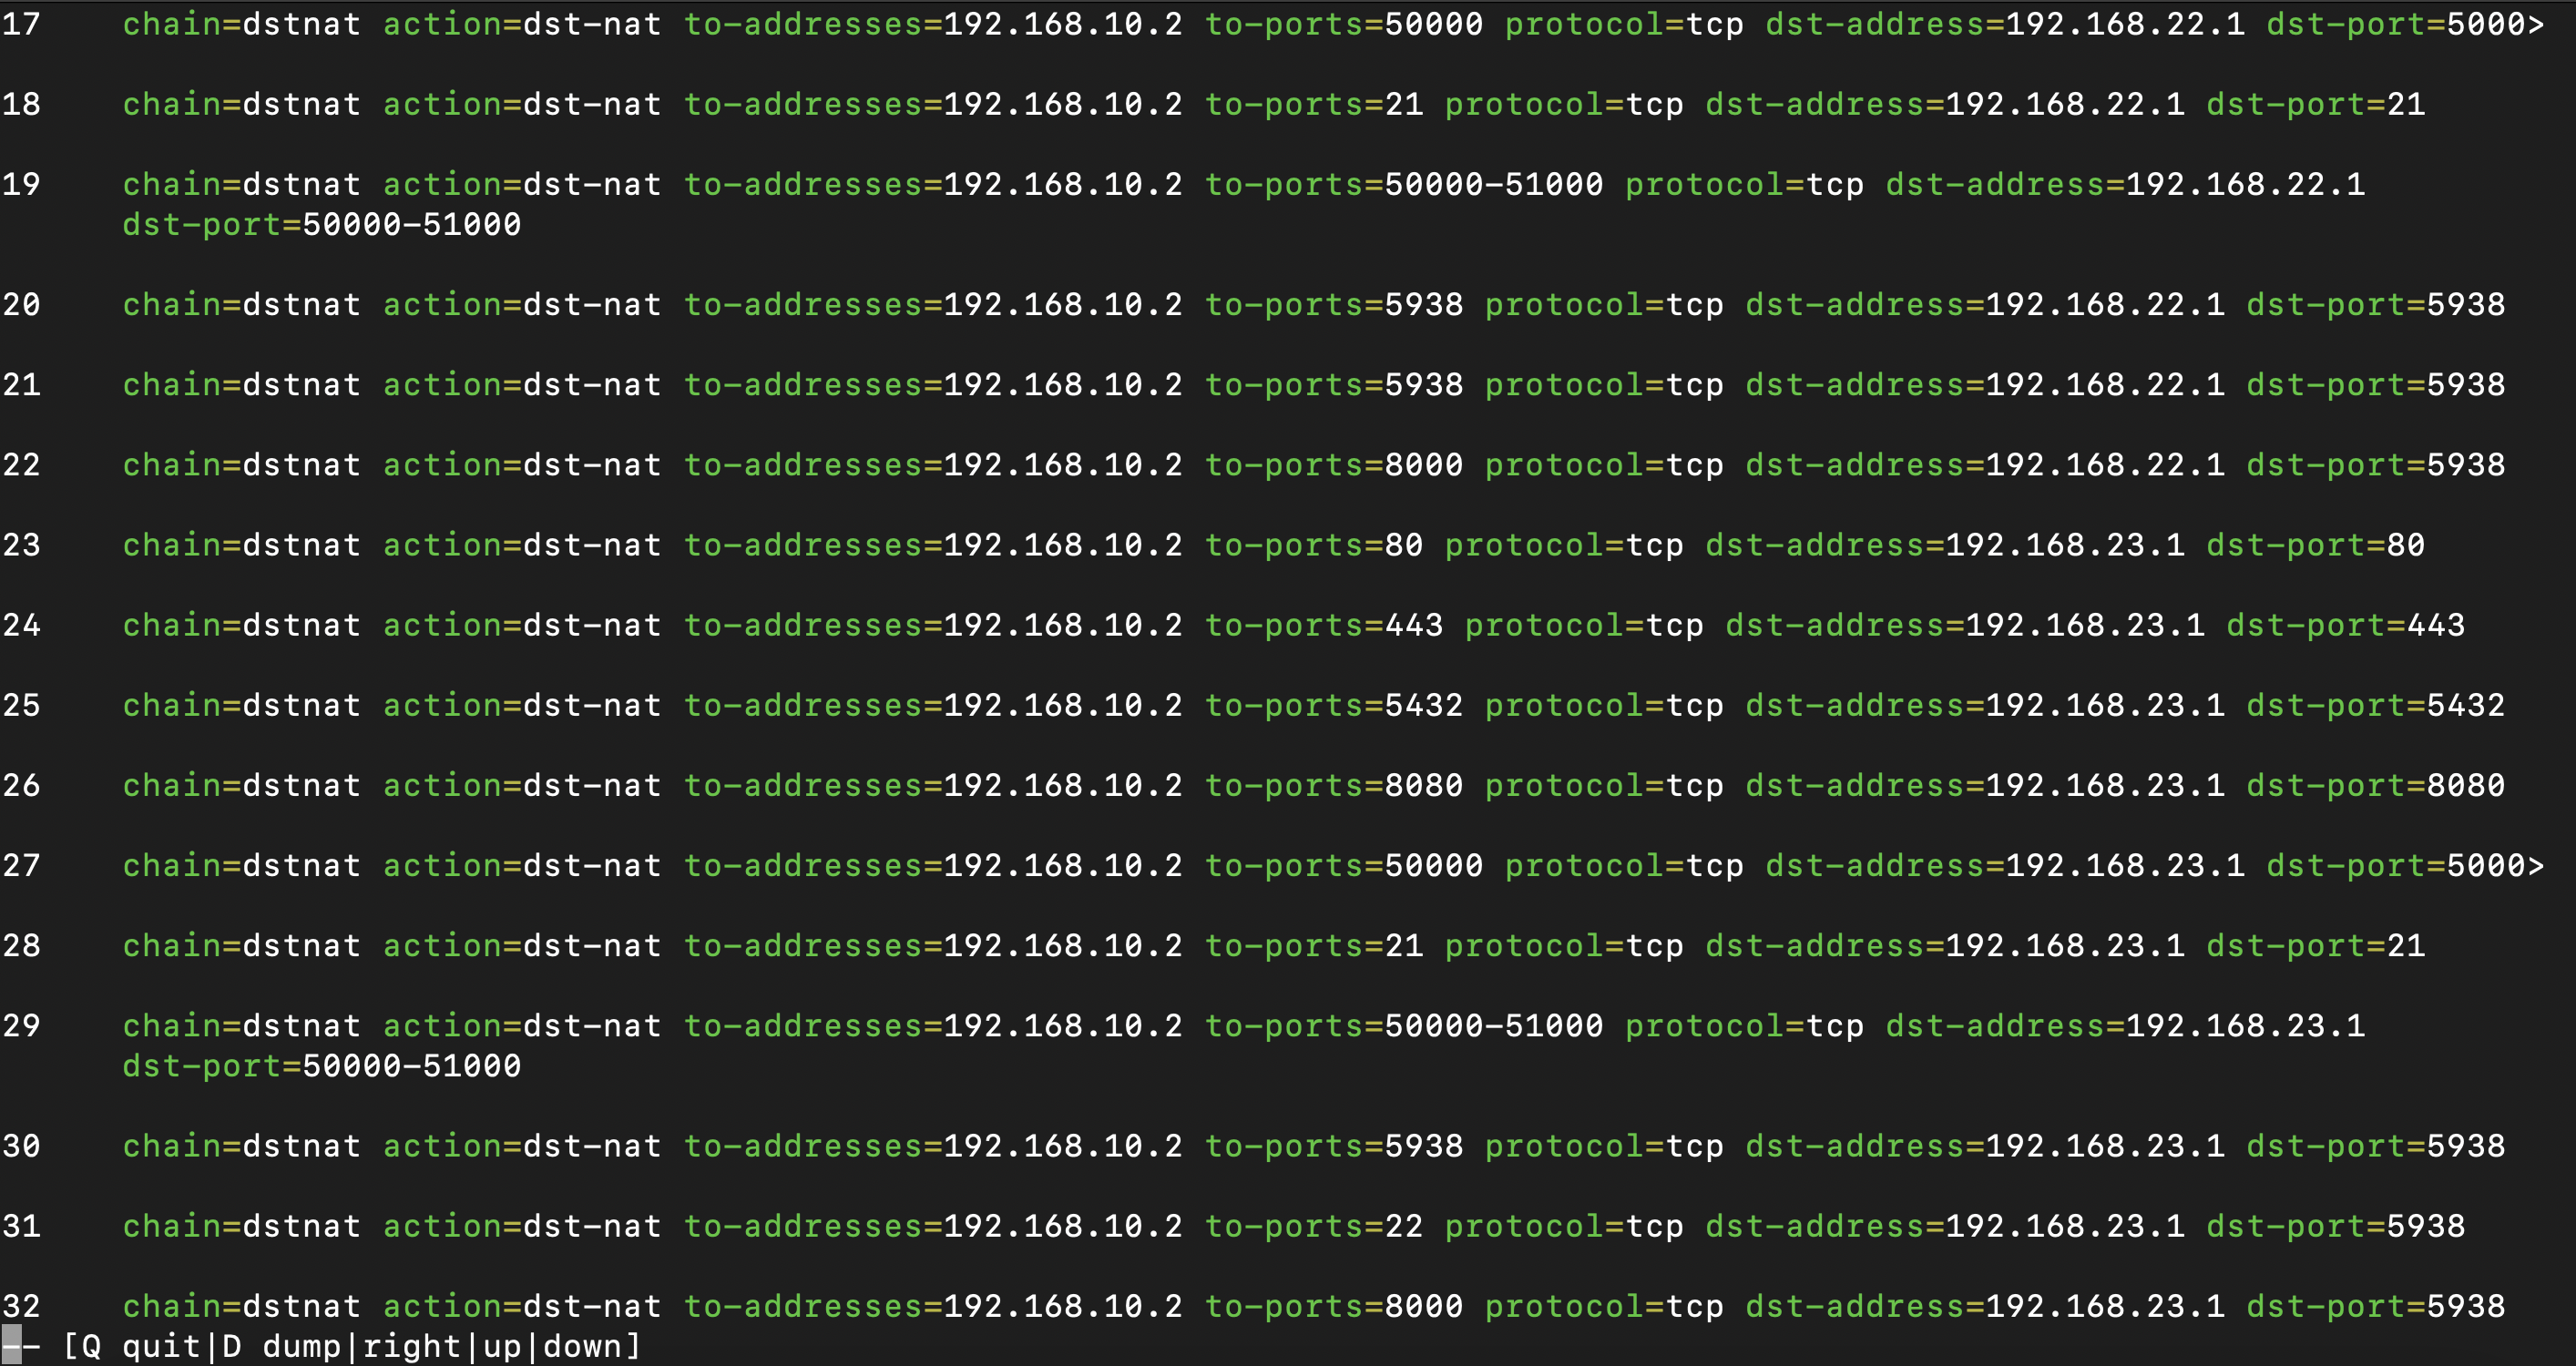 17    chain=dstnat action=dst-nat to-addresses=192.168.10.2 to-ports=50000 protocol=tcp dst-address=192.168.22.1 dst-port=5000>
18    chain=dstnat action=dst-nat to-addresses=192.168.10.2 to-ports=21 protocol=tcp dst-address=192.168.22.1 dst-port=21
19    chain=dstnat action=dst-nat to-addresses=192.168.10.2 to-ports=50000-51000 protocol=tcp dst-address=192.168.22.1
      dst-port=50000-51000
20    chain=dstnat action=dst-nat to-addresses=192.168.10.2 to-ports=5938 protocol=tcp dst-address=192.168.22.1 dst-port=5938
21    chain=dstnat action=dst-nat to-addresses=192.168.10.2 to-ports=5938 protocol=tcp dst-address=192.168.22.1 dst-port=5938
22    chain=dstnat action=dst-nat to-addresses=192.168.10.2 to-ports=8000 protocol=tcp dst-address=192.168.22.1 dst-port=5938
23    chain=dstnat action=dst-nat to-addresses=192.168.10.2 to-ports=80 protocol=tcp dst-address=192.168.23.1 dst-port=80
24    chain=dstnat action=dst-nat to-addresses=192.168.10.2 to-ports=443 protocol=tcp dst-address=192.168.23.1 dst-port=443
25    chain=dstnat action=dst-nat to-addresses=192.168.10.2 to-ports=5432 protocol=tcp dst-address=192.168.23.1 dst-port=5432
26    chain=dstnat action=dst-nat to-addresses=192.168.10.2 to-ports=8080 protocol=tcp dst-address=192.168.23.1 dst-port=8080
27    chain=dstnat action=dst-nat to-addresses=192.168.10.2 to-ports=50000 protocol=tcp dst-address=192.168.23.1 dst-port=5000>
28    chain=dstnat action=dst-nat to-addresses=192.168.10.2 to-ports=21 protocol=tcp dst-address=192.168.23.1 dst-port=21
29    chain=dstnat action=dst-nat to-addresses=192.168.10.2 to-ports=50000-51000 protocol=tcp dst-address=192.168.23.1
      dst-port=50000-51000
30    chain=dstnat action=dst-nat to-addresses=192.168.10.2 to-ports=5938 protocol=tcp dst-address=192.168.23.1 dst-port=5938
31    chain=dstnat action=dst-nat to-addresses=192.168.10.2 to-ports=22 protocol=tcp dst-address=192.168.23.1 dst-port=5938
32    chain=dstnat action=dst-nat to-addresses=192.168.10.2 to-ports=8000 protocol=tcp dst-address=192.168.23.1 dst-port=5938
-- [Q quit|D dump|right|up|down]